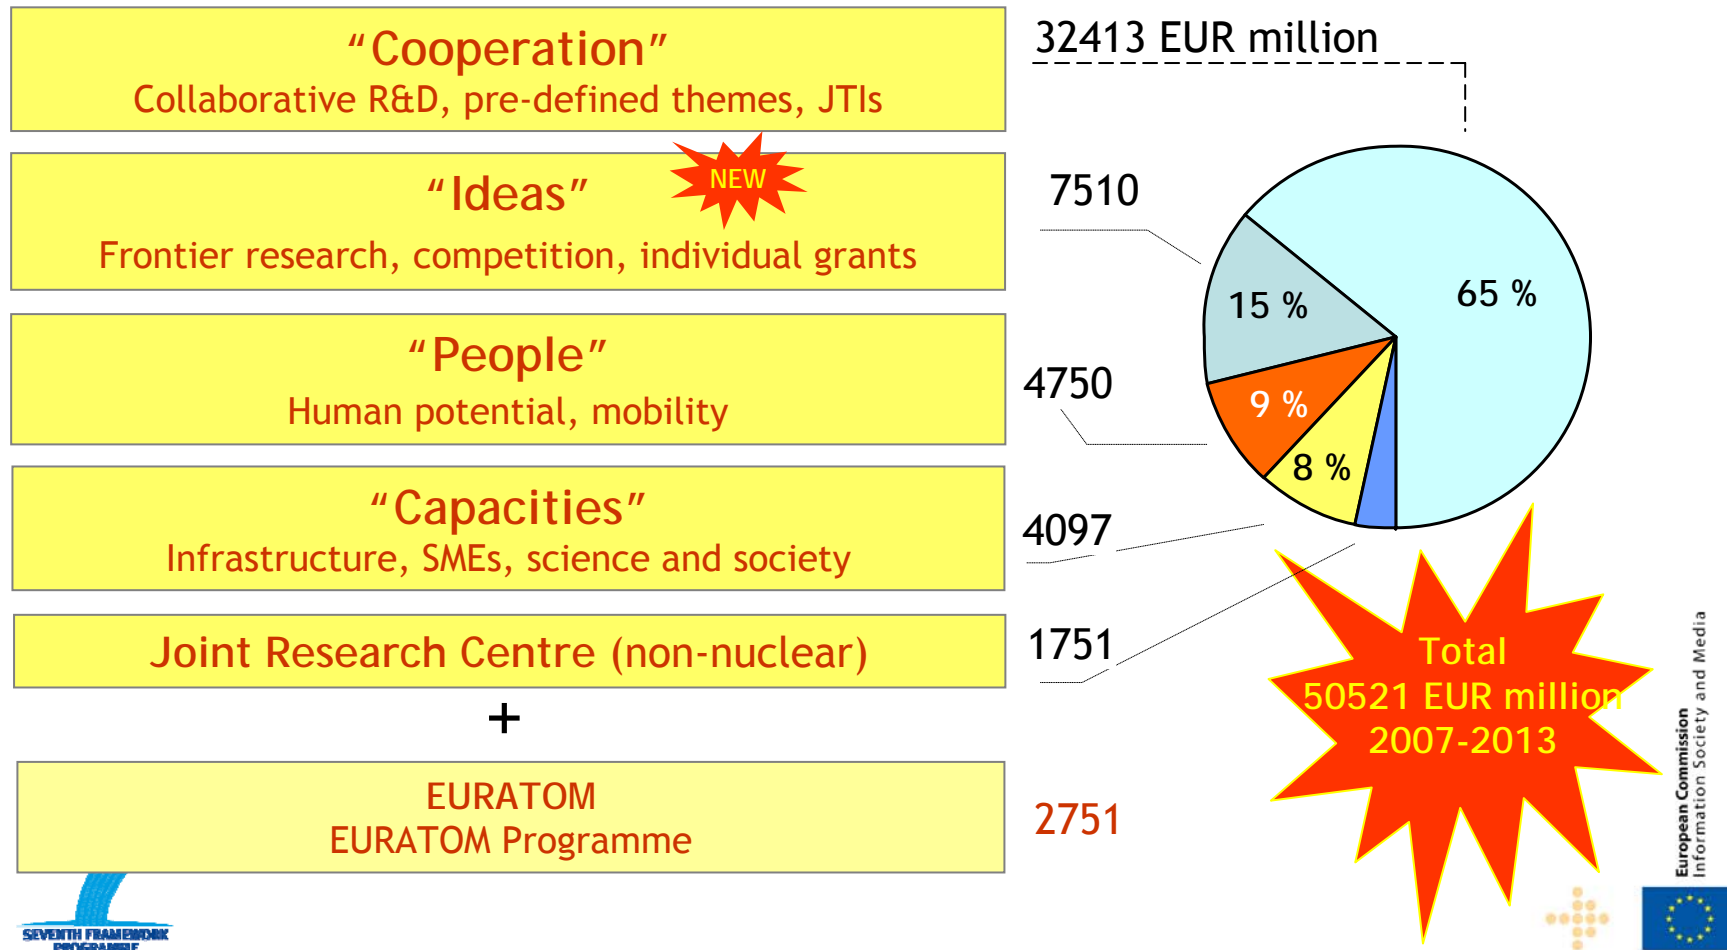 “Cooperation”
Collaborative R&D, pre-defined themes, JTIs
32413 EUR million
“Ideas”
NEW
Frontier research, competition, individual grants
7510
“People”
Human potential, mobility
4750
“Capacities”
Infrastructure, SMEs, science and society
4097
Joint Research Centre (non-nuclear)
1751
+
EURATOM
EURATOM Programme
2751
65 %
15 %
9 %
8 %
Total
50521 EUR million
2007-2013
European Commission
Information Society and Media
SEVENTH FRAMEWORK
PROGRAMME